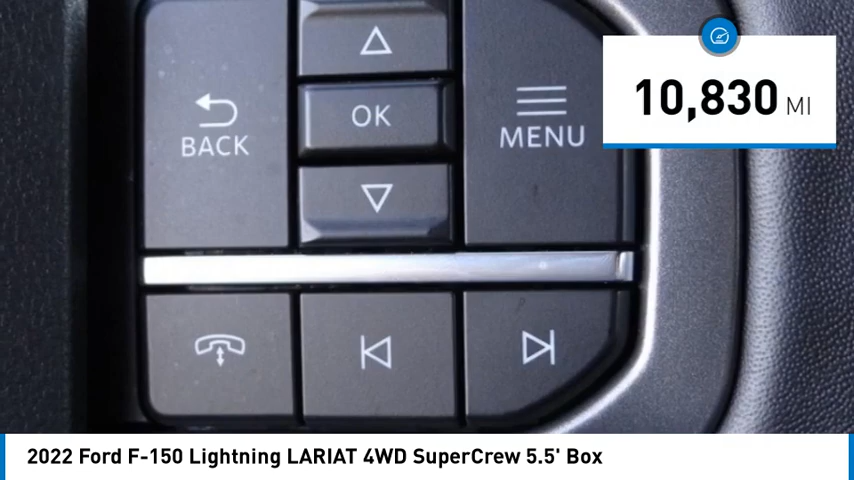 10,830 MI
BACK
OK
MENU
2022 Ford F-150 Lightning LARIAT 4WD SuperCrew 5.5' Box